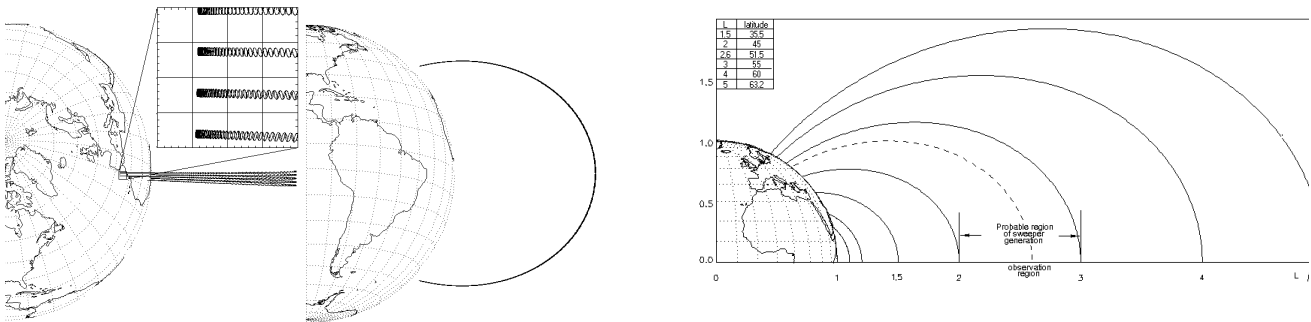 L latitude
1.5 35.5
2 45
2.6 51.5
3 55
4 60
5 63.2
1.5
1.0
0.5
0.0
Probable region
of sweeper
generation
observation
region
0 1 1.5 2 3 4 L